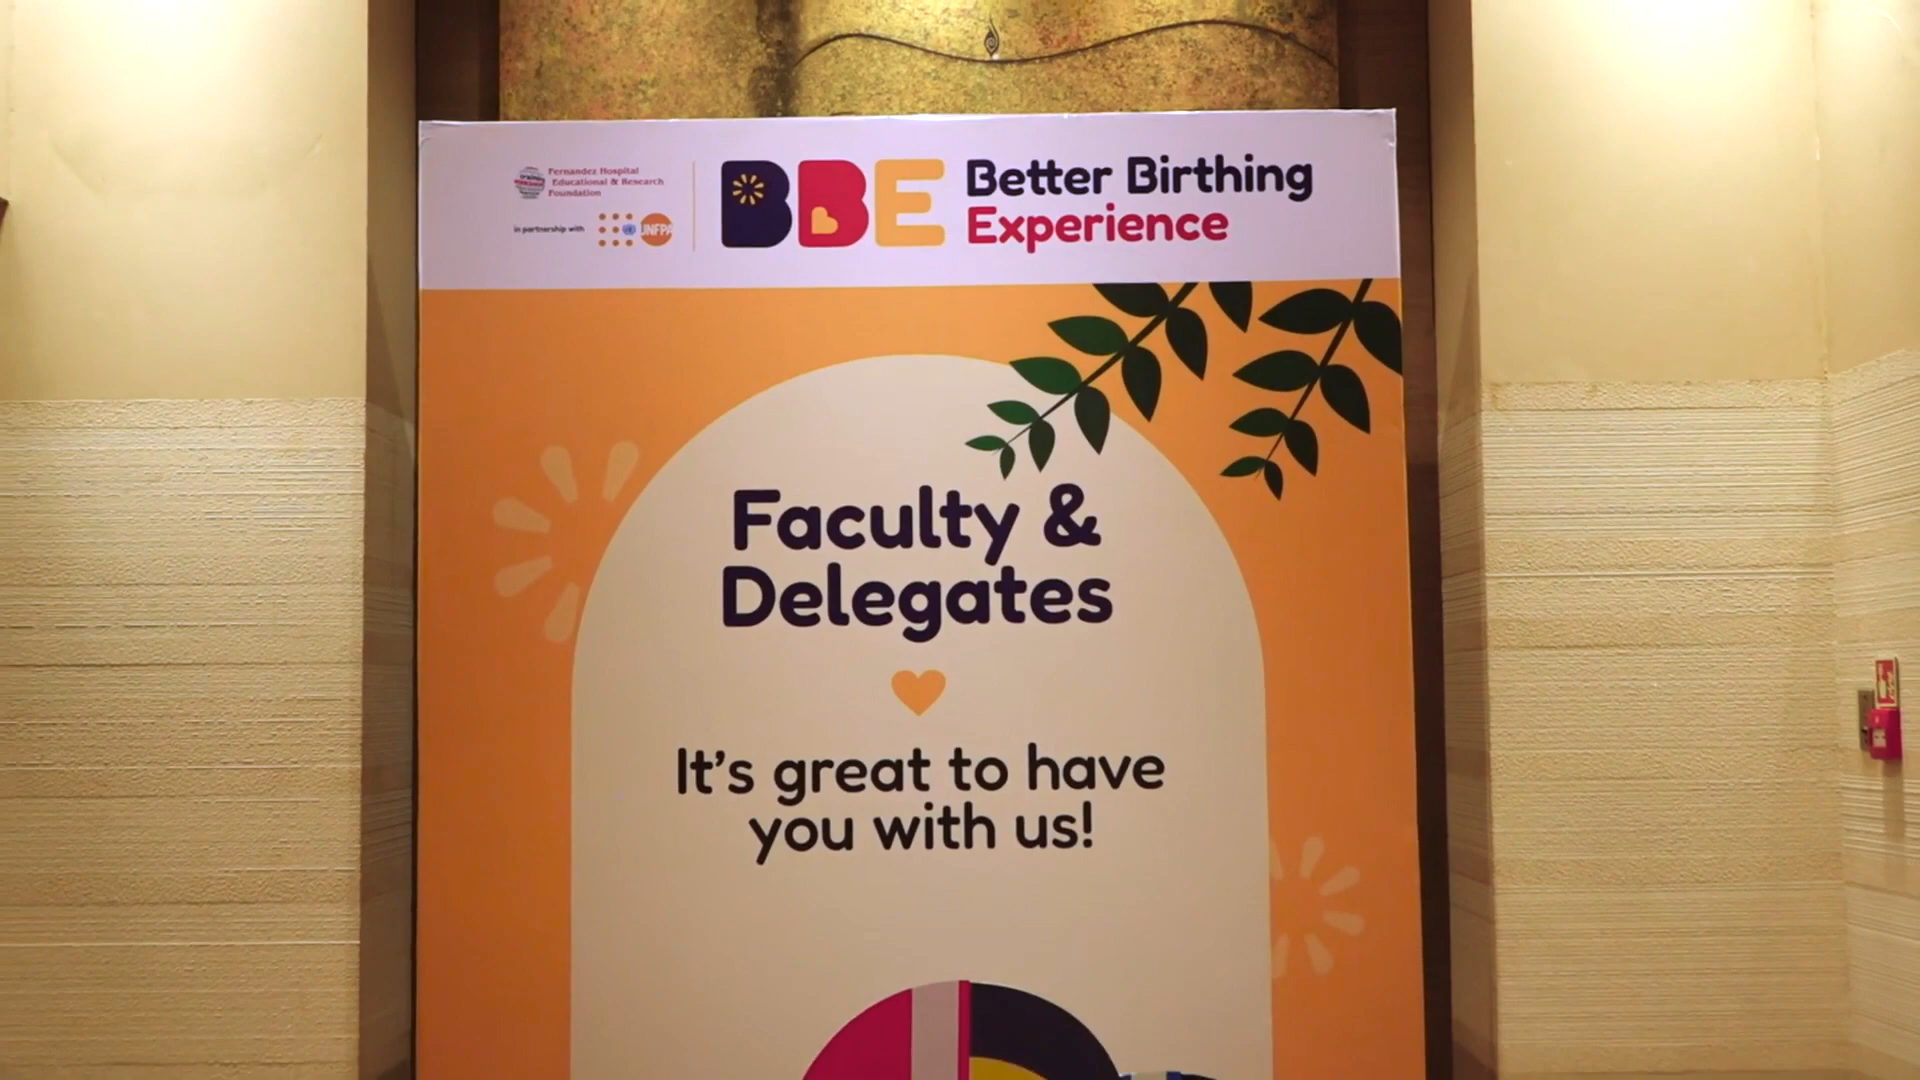 Fernandez Hospital
Educational & Research
Foundation
in partnership with
UNFPA
BBE
Better Birthing
Experience
Faculty &
Delegates
It's great to have
you with us!